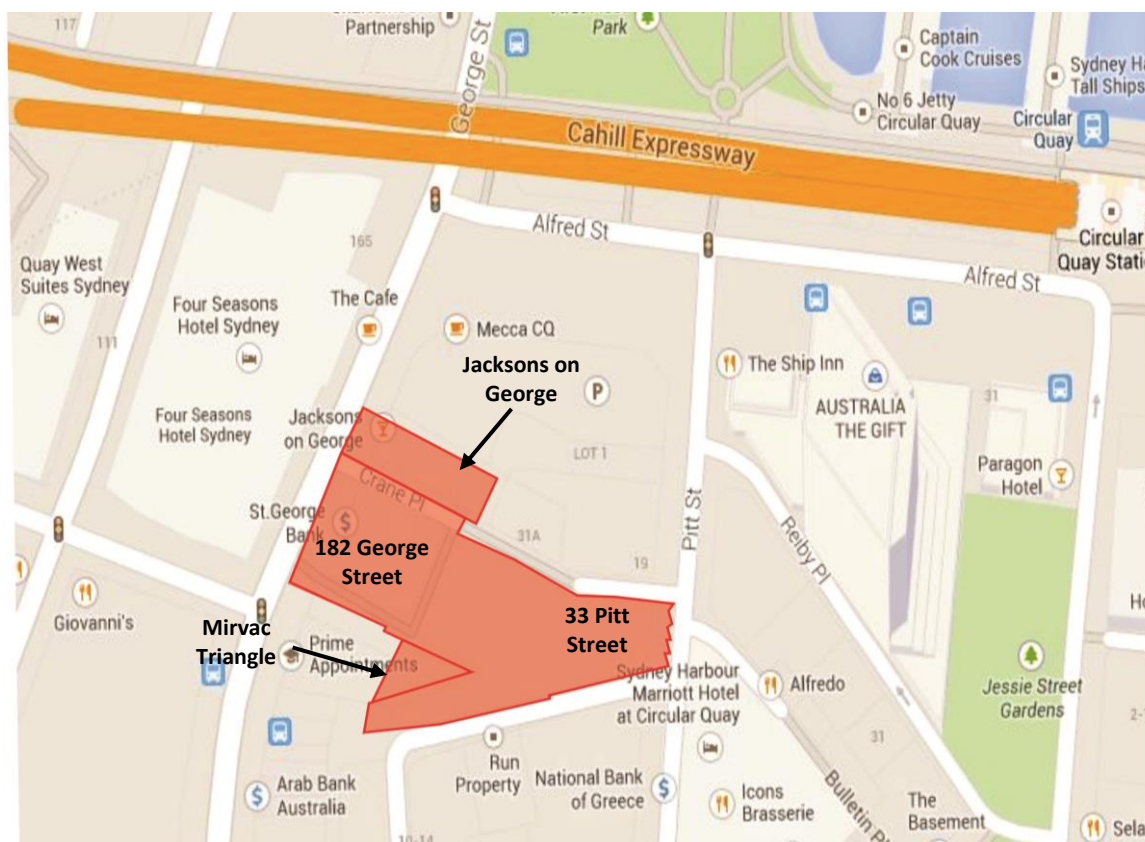 117
Partnership
Park
George St
Captain
Cook Cruises
Tall Ships
No 6 Jetty
Circular Quay
Circular
Quay
Cahill Expressway
Alfred St
Circular
Alfred St
165
Quay West
Suites Sydney
Four Seasons
Hotel Sydney
The Cafe
111
Mecca CQ
Jacksons on
George
The Ship Inn
P
AUSTRALIA
THE GIFT
31
Four Seasons
Hotel Sydney
Jacksons
on George
LOT 1
Paragon
Hotel
Crane Pl
St.George
Bank
$
182 George
Street
31A
19
Pitt St
Reiby Pl
33 Pitt
Street
Giovanni's
Mirvac
Triangle
Prime
Appointments
Sydney Harbour
Marriott Hotel
at Circular Quay
Alfredo
Jessie Street
Gardens
31
Run
Property
Arab Bank
Australia
$
National Bank
of Greece
$
Icons
Brasserie
Bulletin Pl
The
Basement
10-14